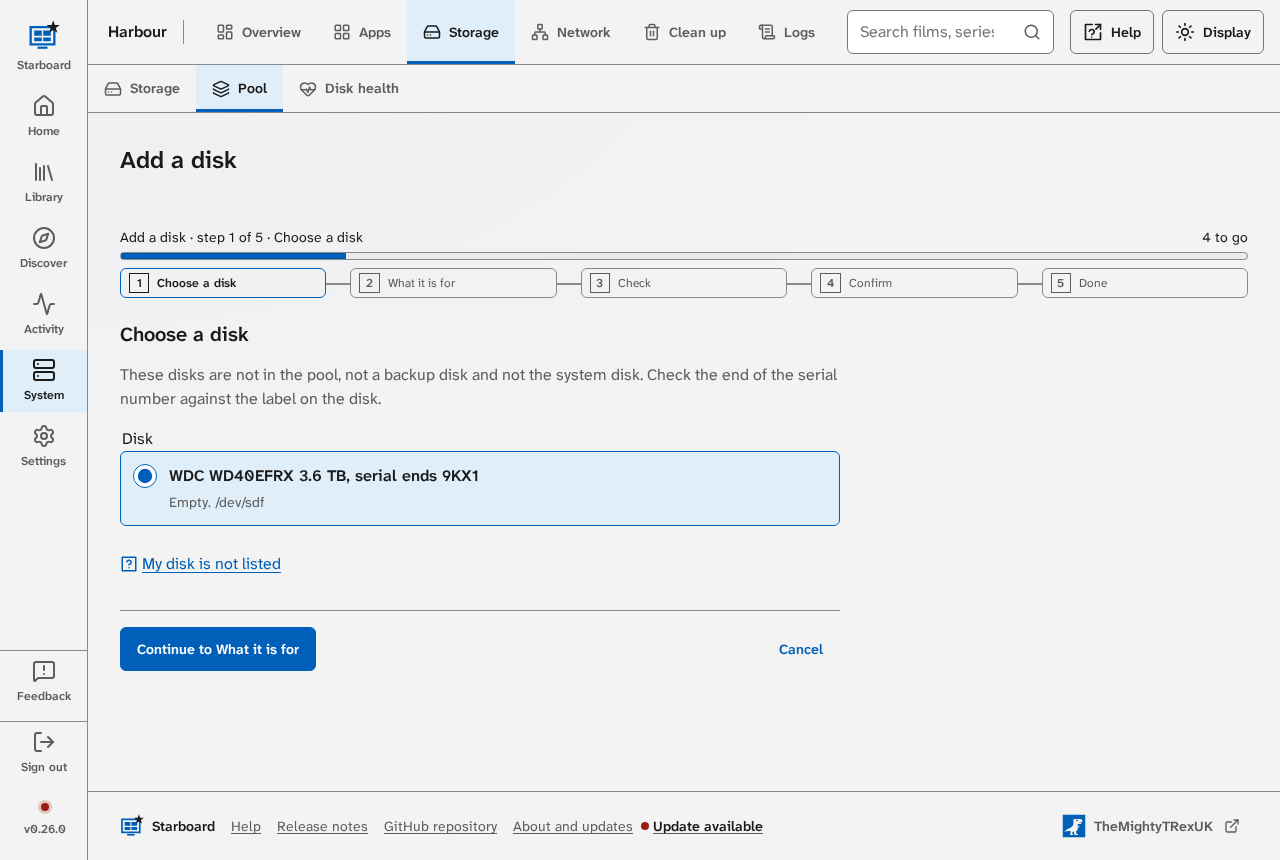 Starboard
Home
Library
Discover
Activity
System
Settings
Feedback
Sign out
v0.26.0
Harbour
Overview
Apps
Storage
Network
Clean up
Logs
Search films, series
Help
Display
Storage
Pool
Disk health
Add a disk
Add a disk · step 1 of 5 · Choose a disk
4 to go
1 Choose a disk
2 What it is for
3 Check
4 Confirm
5 Done
Choose a disk
These disks are not in the pool, not a backup disk and not the system disk. Check the end of the serial
number against the label on the disk.
Disk
WDC WD40EFRX 3.6 TB, serial ends 9KX1
Empty. /dev/sdf
My disk is not listed
Continue to What it is for
Cancel
Starboard
Help
Release notes
GitHub repository
About and updates
Update available
TheMightyTRexUK